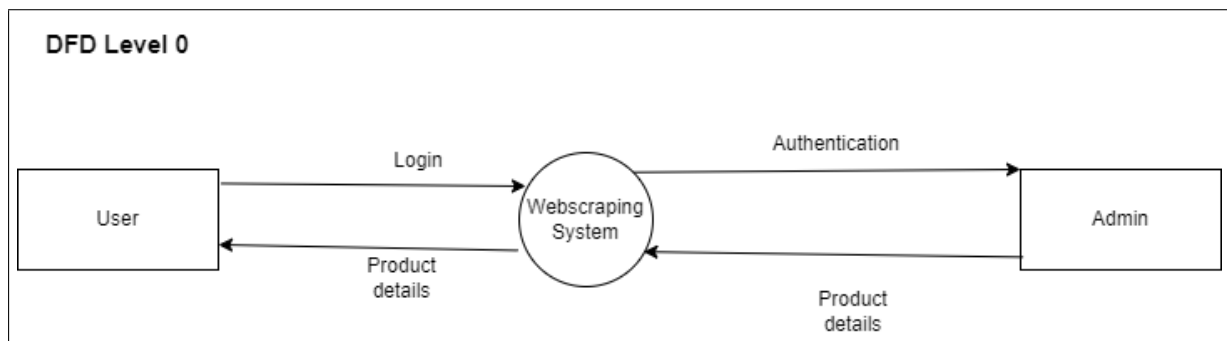 DFD Level 0
Authentication
Login
User
Webscraping
System
Admin
Product
details
Product
details